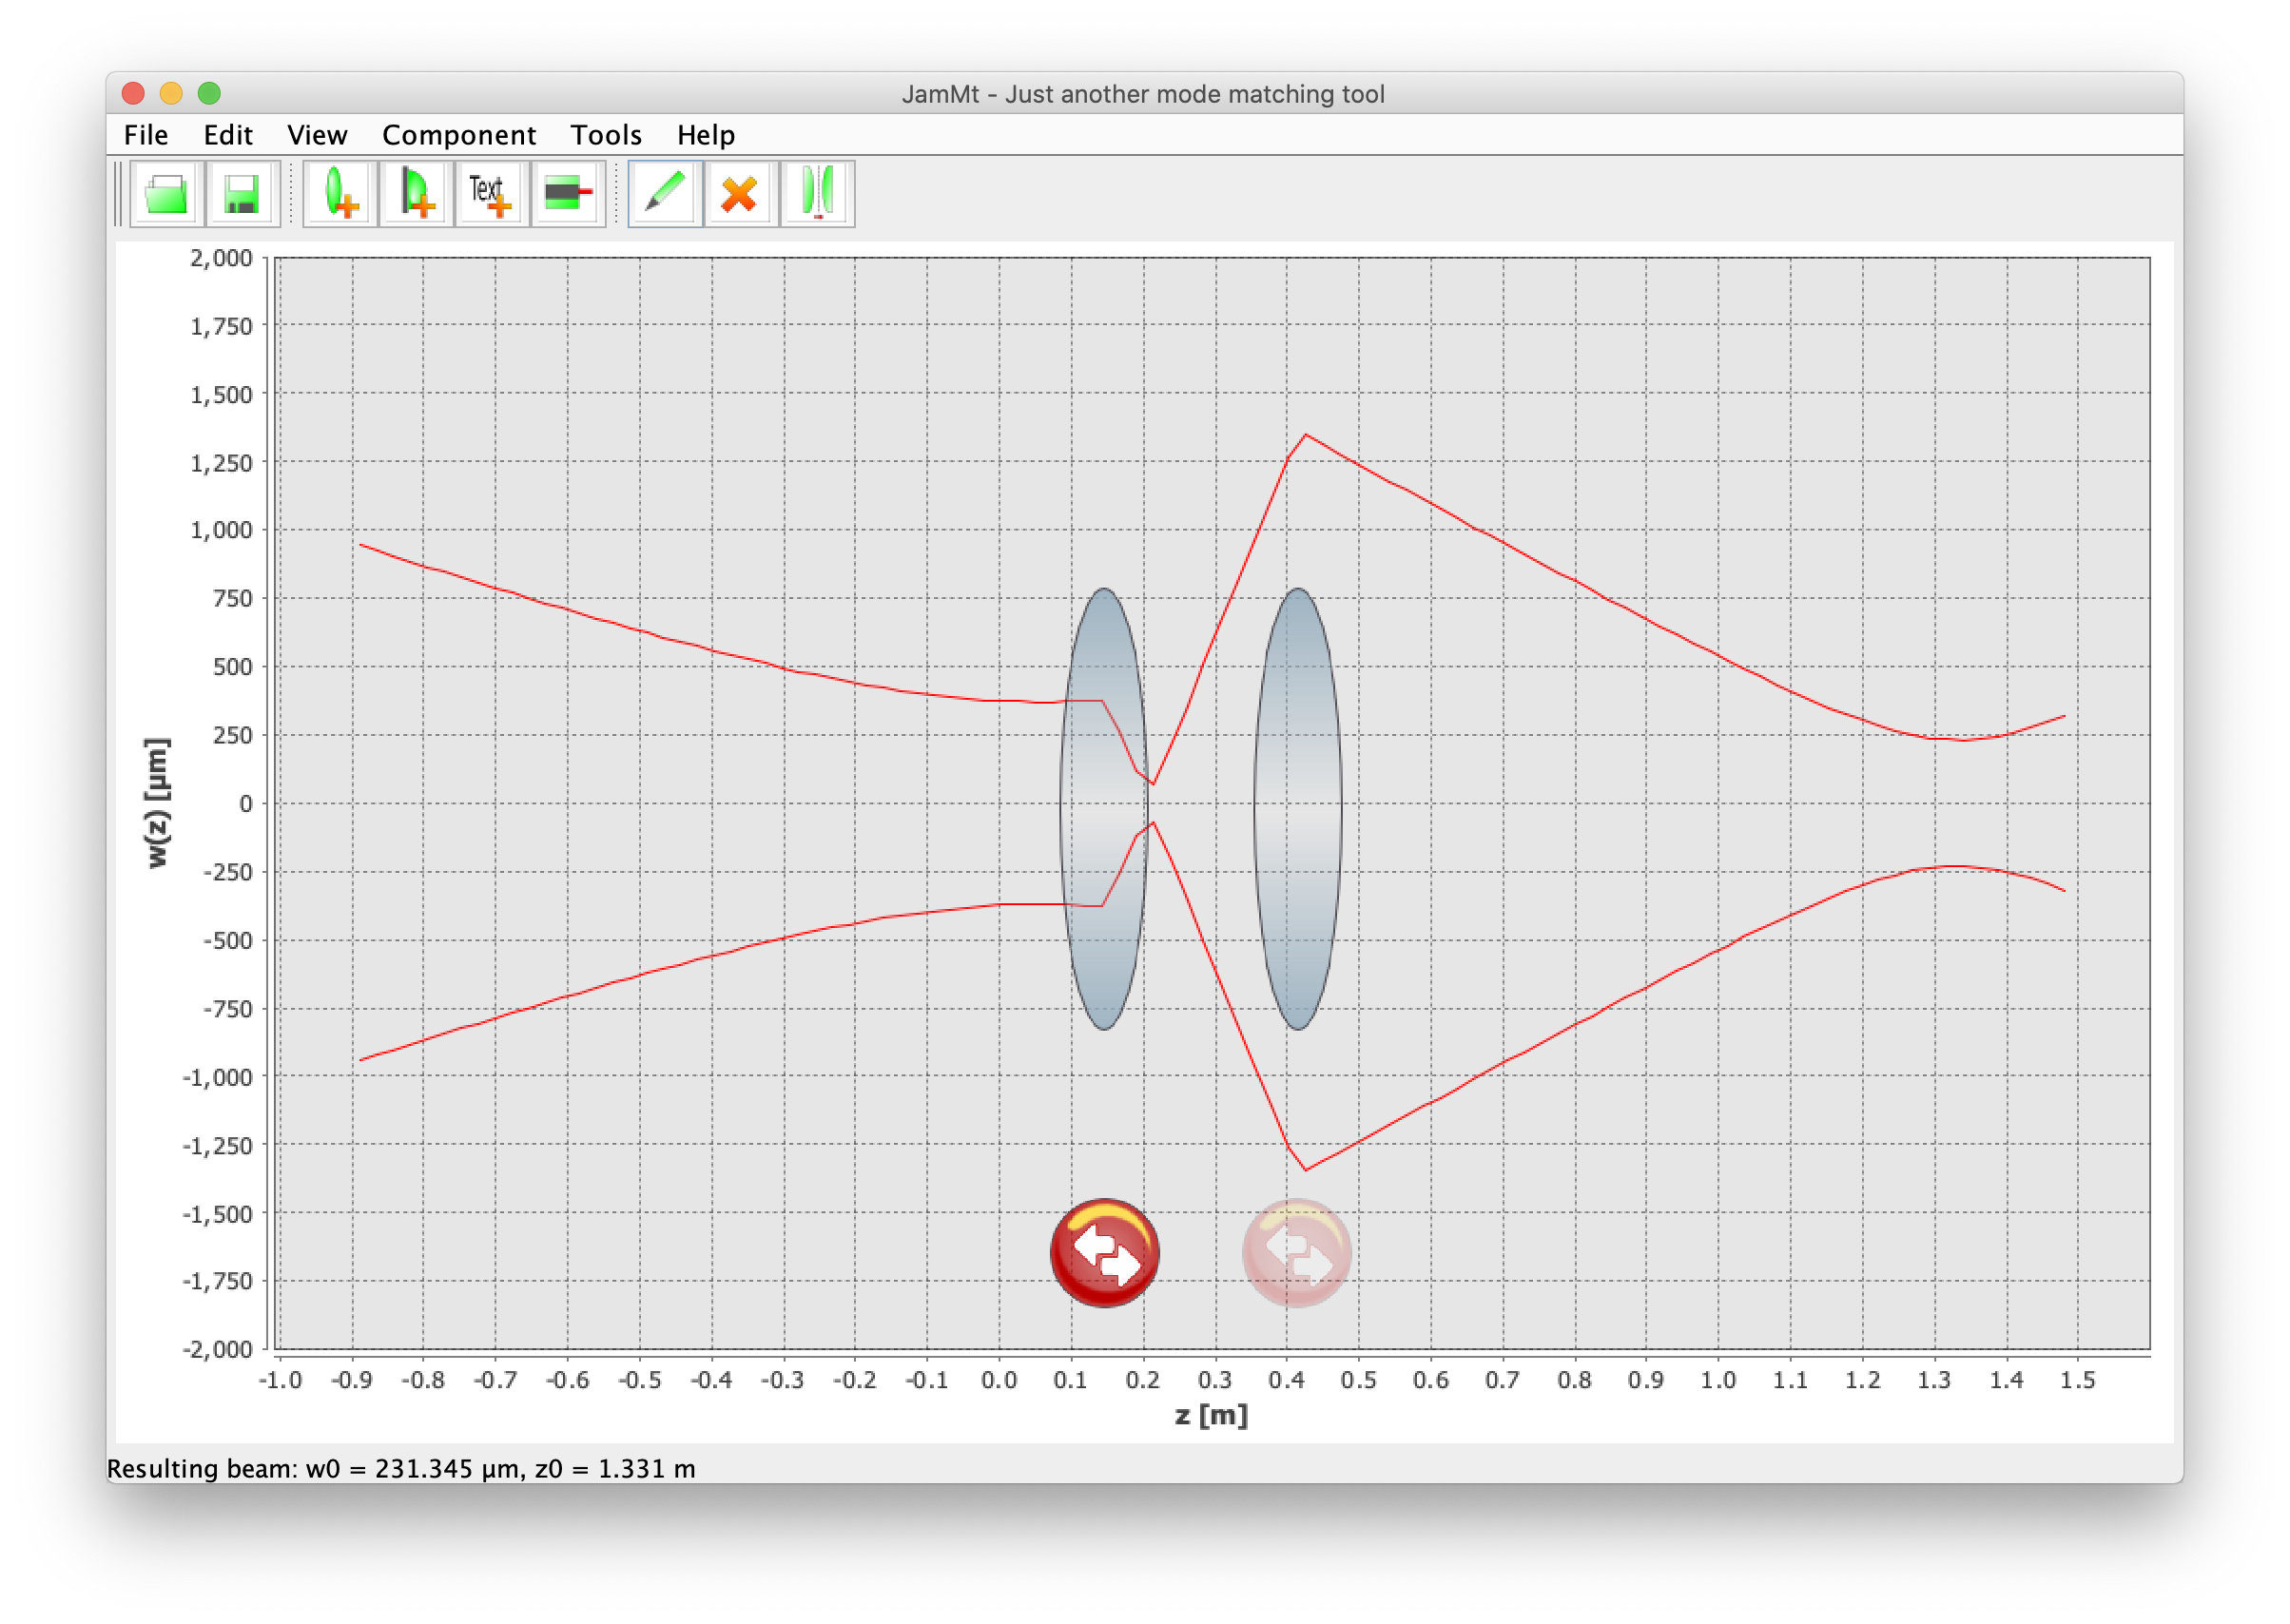 JamMt - Just another mode matching tool
File Edit View Component Tools Help
Text
2,000
1,750
1,500
1,250
1,000
750
500
250
0
-250
-500
-750
-1,000
-1,250
-1,500
-1,750
-2,000
w(z) [µm]
-1.0 -0.9 -0.8 -0.7 -0.6 -0.5 -0.4 -0.3 -0.2 -0.1 0.0 0.1 0.2 0.3 0.4 0.5 0.6 0.7 0.8 0.9 1.0 1.1 1.2 1.3 1.4 1.5
z [m]
Resulting beam: w0 = 231.345 µm, z0 = 1.331 m